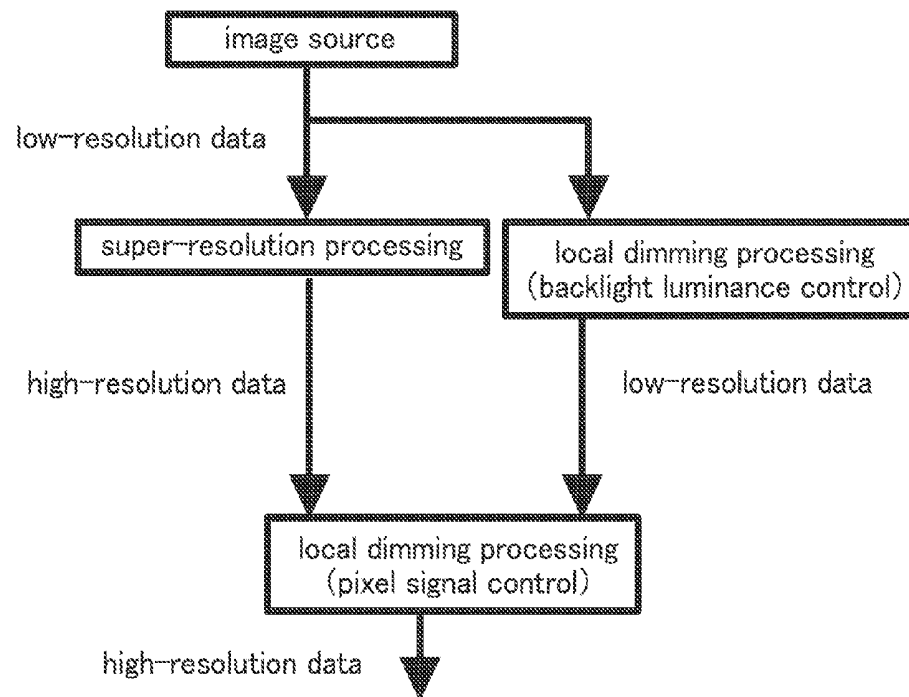 image source
low-resolution data
super-resolution processing
local dimming processing
(backlight luminance control)
high-resolution data
low-resolution data
local dimming processing
(pixel signal control)
high-resolution data